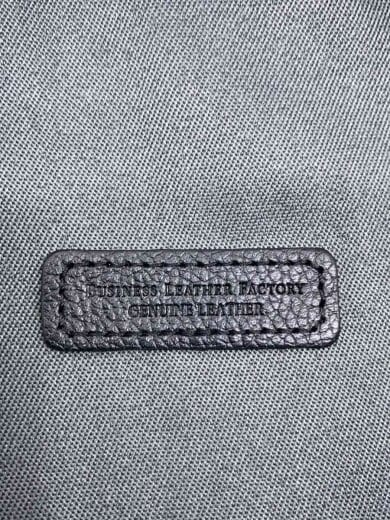 BUSINESS LEATHER FACTORY
GENUINE LEATHER